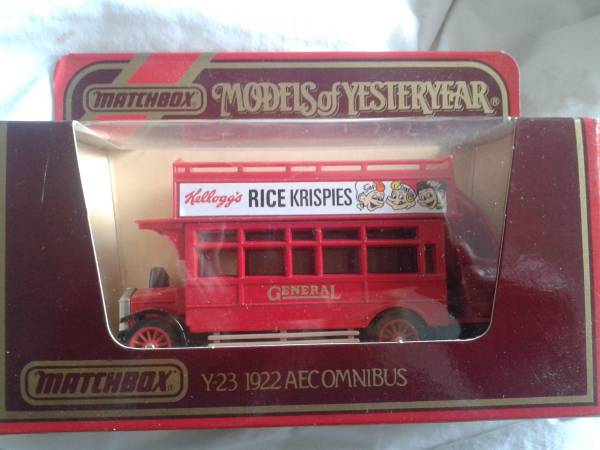 MATCHBOX® MODELS of YESTERYEAR®
Kellogg's RICE KRISPIES
GENERAL
MATCHBOX® Y-23 1922 AEC OMNIBUS